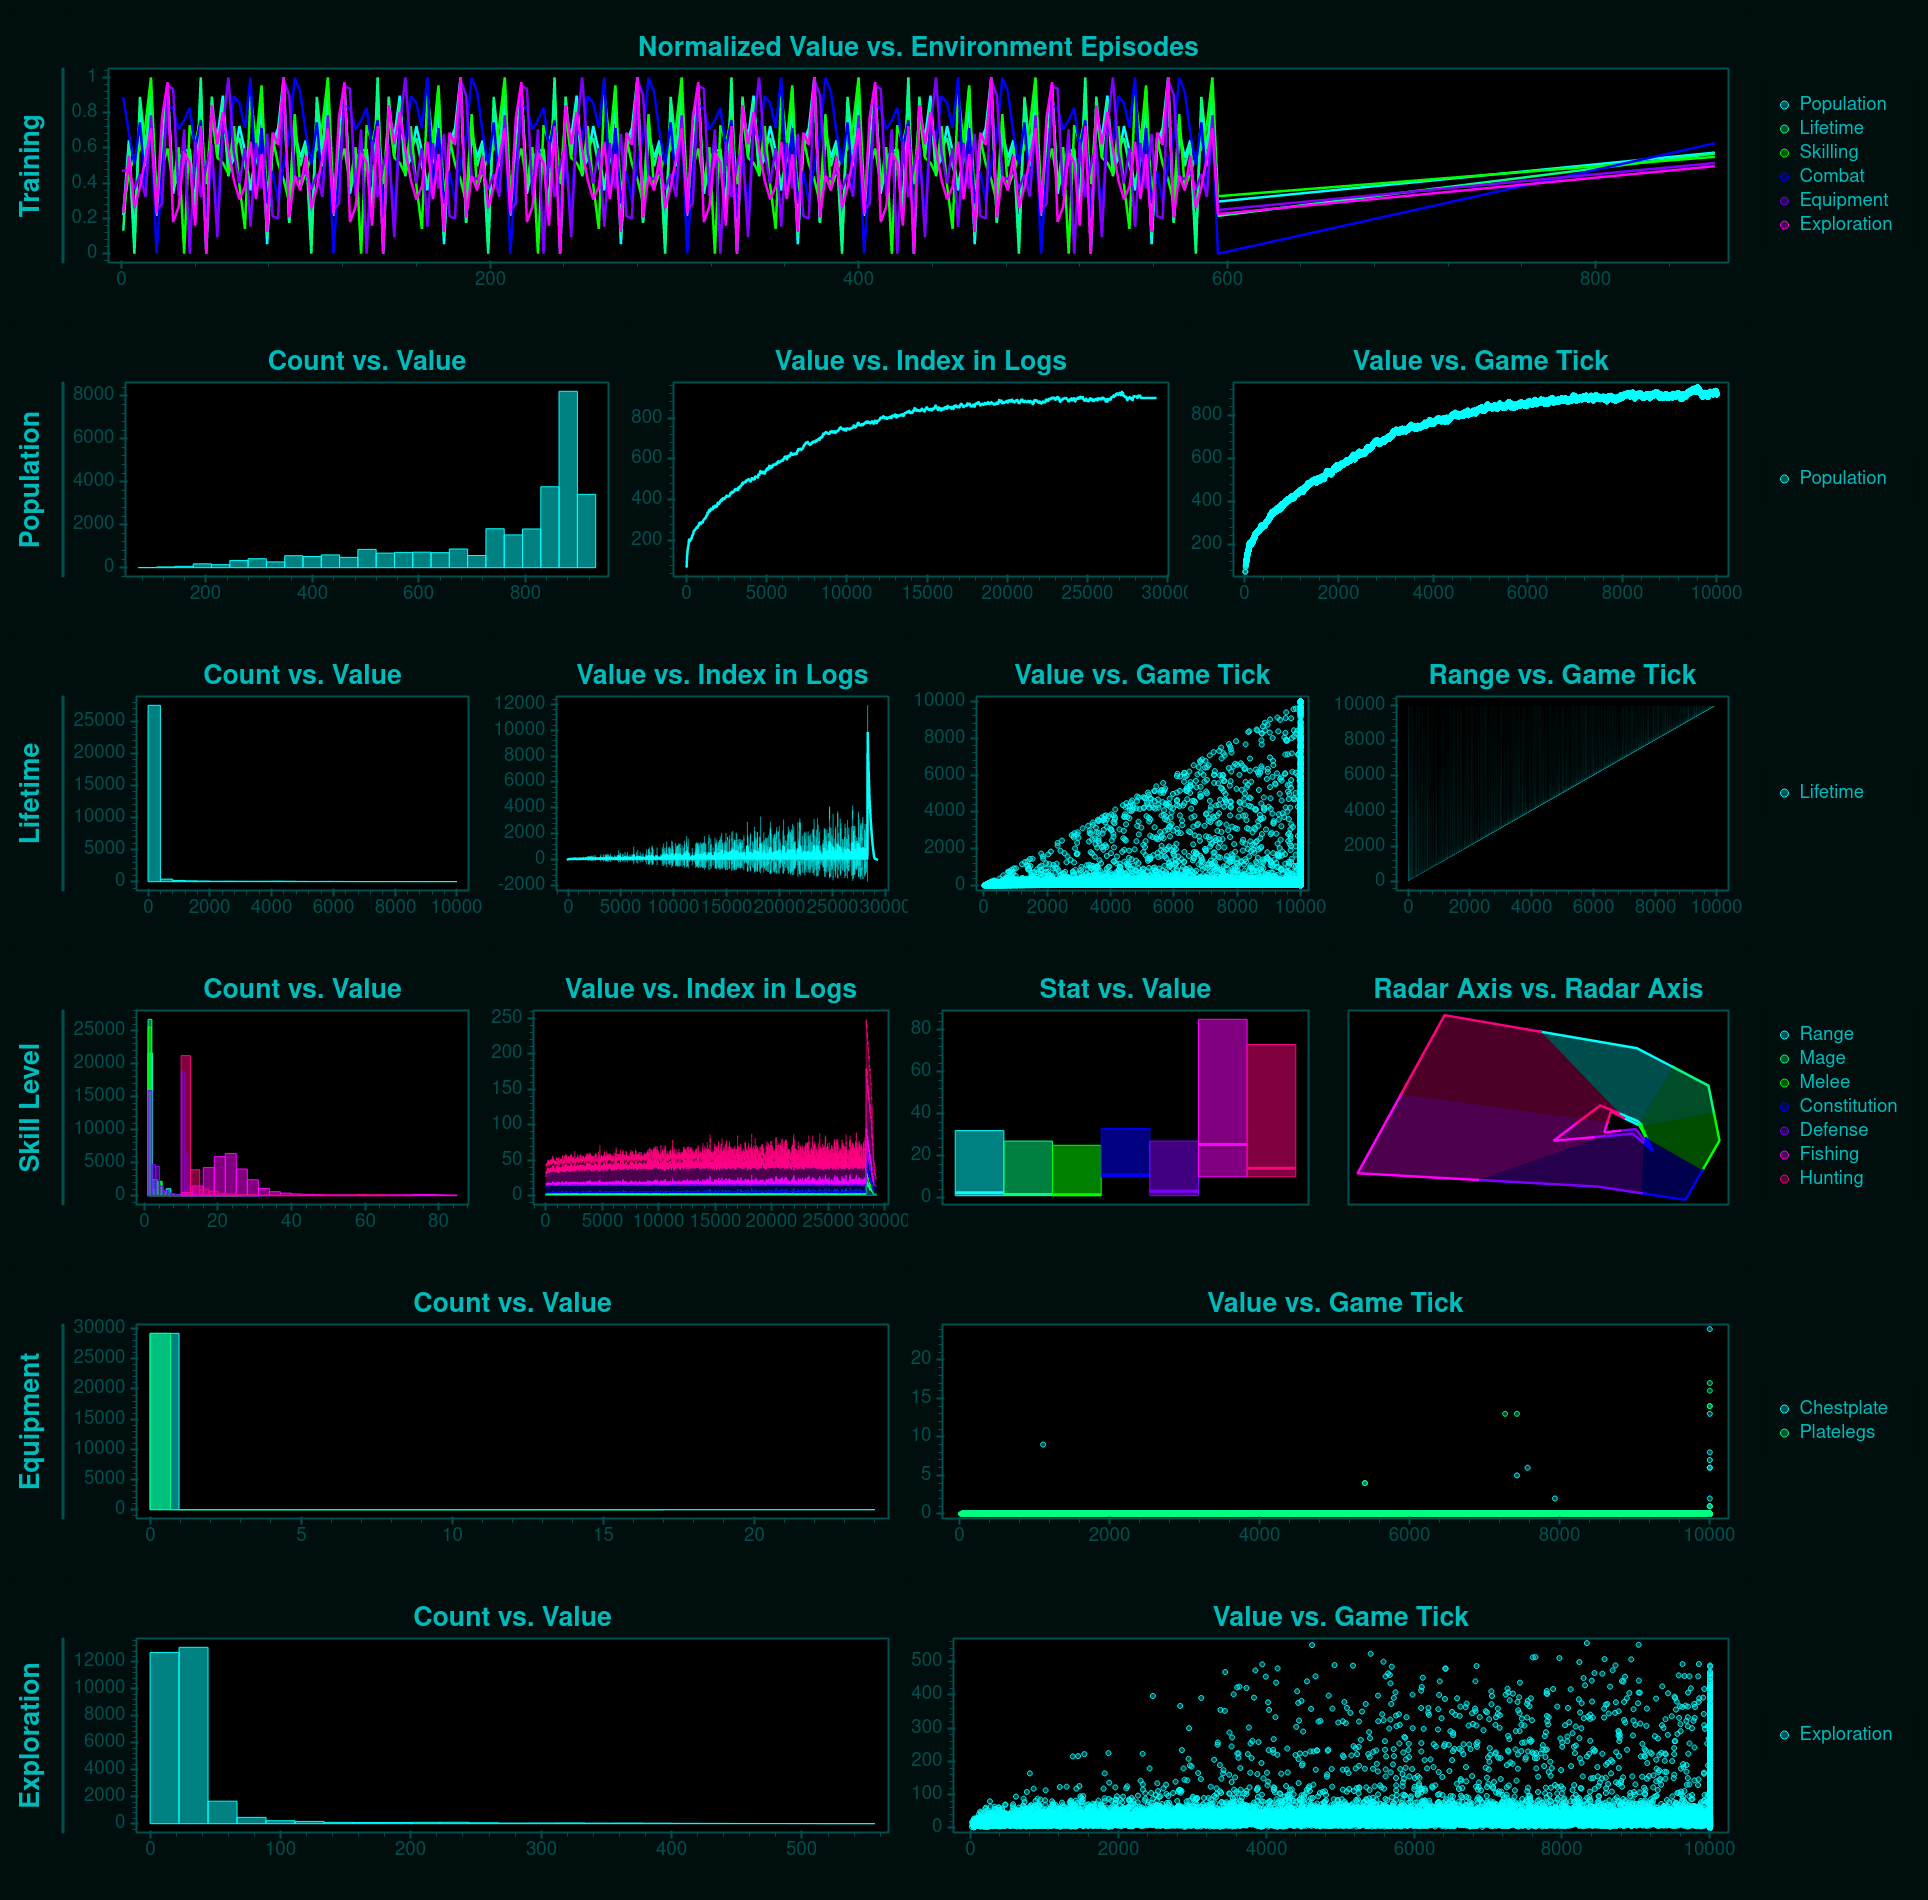 Normalized Value vs. Environment Episodes
Training
1
0.8
0.6
0.4
0.2
0
0 200 400 600 800
Population
Lifetime
Skilling
Combat
Equipment
Exploration
Population
Count vs. Value
8000
6000
4000
2000
0
200 400 600 800
Value vs. Index in Logs
800
600
400
200
0 5000 10000 15000 20000 25000 3000
Value vs. Game Tick
800
600
400
200
0 2000 4000 6000 8000 10000
Population
Lifetime
Count vs. Value
25000
20000
15000
10000
5000
0
0 2000 4000 6000 8000 10000
Value vs. Index in Logs
12000
10000
8000
6000
4000
2000
0
-2000
0 5000 10000 15000 20000 25000 30000
Value vs. Game Tick
10000
8000
6000
4000
2000
0
0 2000 4000 6000 8000 10000
Range vs. Game Tick
10000
8000
6000
4000
2000
0
0 2000 4000 6000 8000 10000
Lifetime
Skill Level
Count vs. Value
25000
20000
15000
10000
5000
0
0 20 40 60 80
Value vs. Index in Logs
250
200
150
100
50
0
0 5000 10000 15000 20000 25000 30000
Stat vs. Value
80
60
40
20
0
Radar Axis vs. Radar Axis
Range
Mage
Melee
Constitution
Defense
Fishing
Hunting
Equipment
Count vs. Value
30000
25000
20000
15000
10000
5000
0
0 5 10 15 20
Value vs. Game Tick
20
15
10
5
0
0 2000 4000 6000 8000 10000
Chestplate
Platelegs
Exploration
Count vs. Value
12000
10000
8000
6000
4000
2000
0
0 100 200 300 400 500
Value vs. Game Tick
500
400
300
200
100
0
0 2000 4000 6000 8000 10000
Exploration